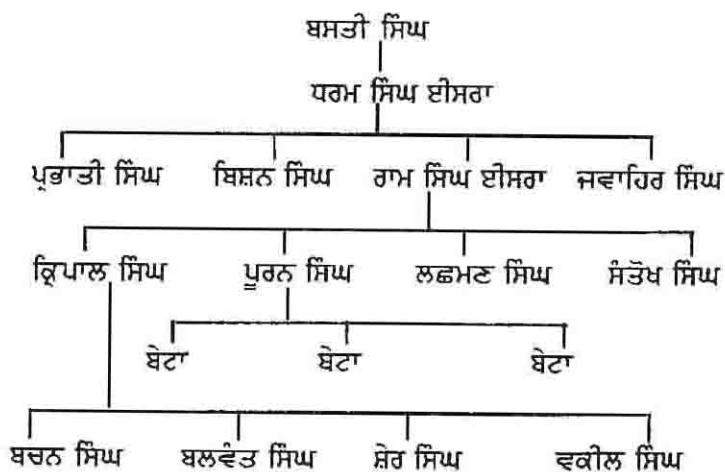 ਬਸਤੀ ਸਿੰਘ
ਧਰਮ ਸਿੰਘ ਈਸਰਾ
ਪ੍ਰਭਾਤੀ ਸਿੰਘ ਬਿਸ਼ਨ ਸਿੰਘ ਰਾਮ ਸਿੰਘ ਈਸਰਾ ਜਵਾਹਿਰ ਸਿੰਘ
ਕ੍ਰਿਪਾਲ ਸਿੰਘ ਪੂਰਨ ਸਿੰਘ ਲਛਮਣ ਸਿੰਘ ਸੰਤੋਖ ਸਿੰਘ
ਬੇਟਾ ਬੇਟਾ ਬੇਟਾ
ਬਚਨ ਸਿੰਘ ਬਲਵੰਤ ਸਿੰਘ ਸ਼ੇਰ ਸਿੰਘ ਵਕੀਲ ਸਿੰਘ